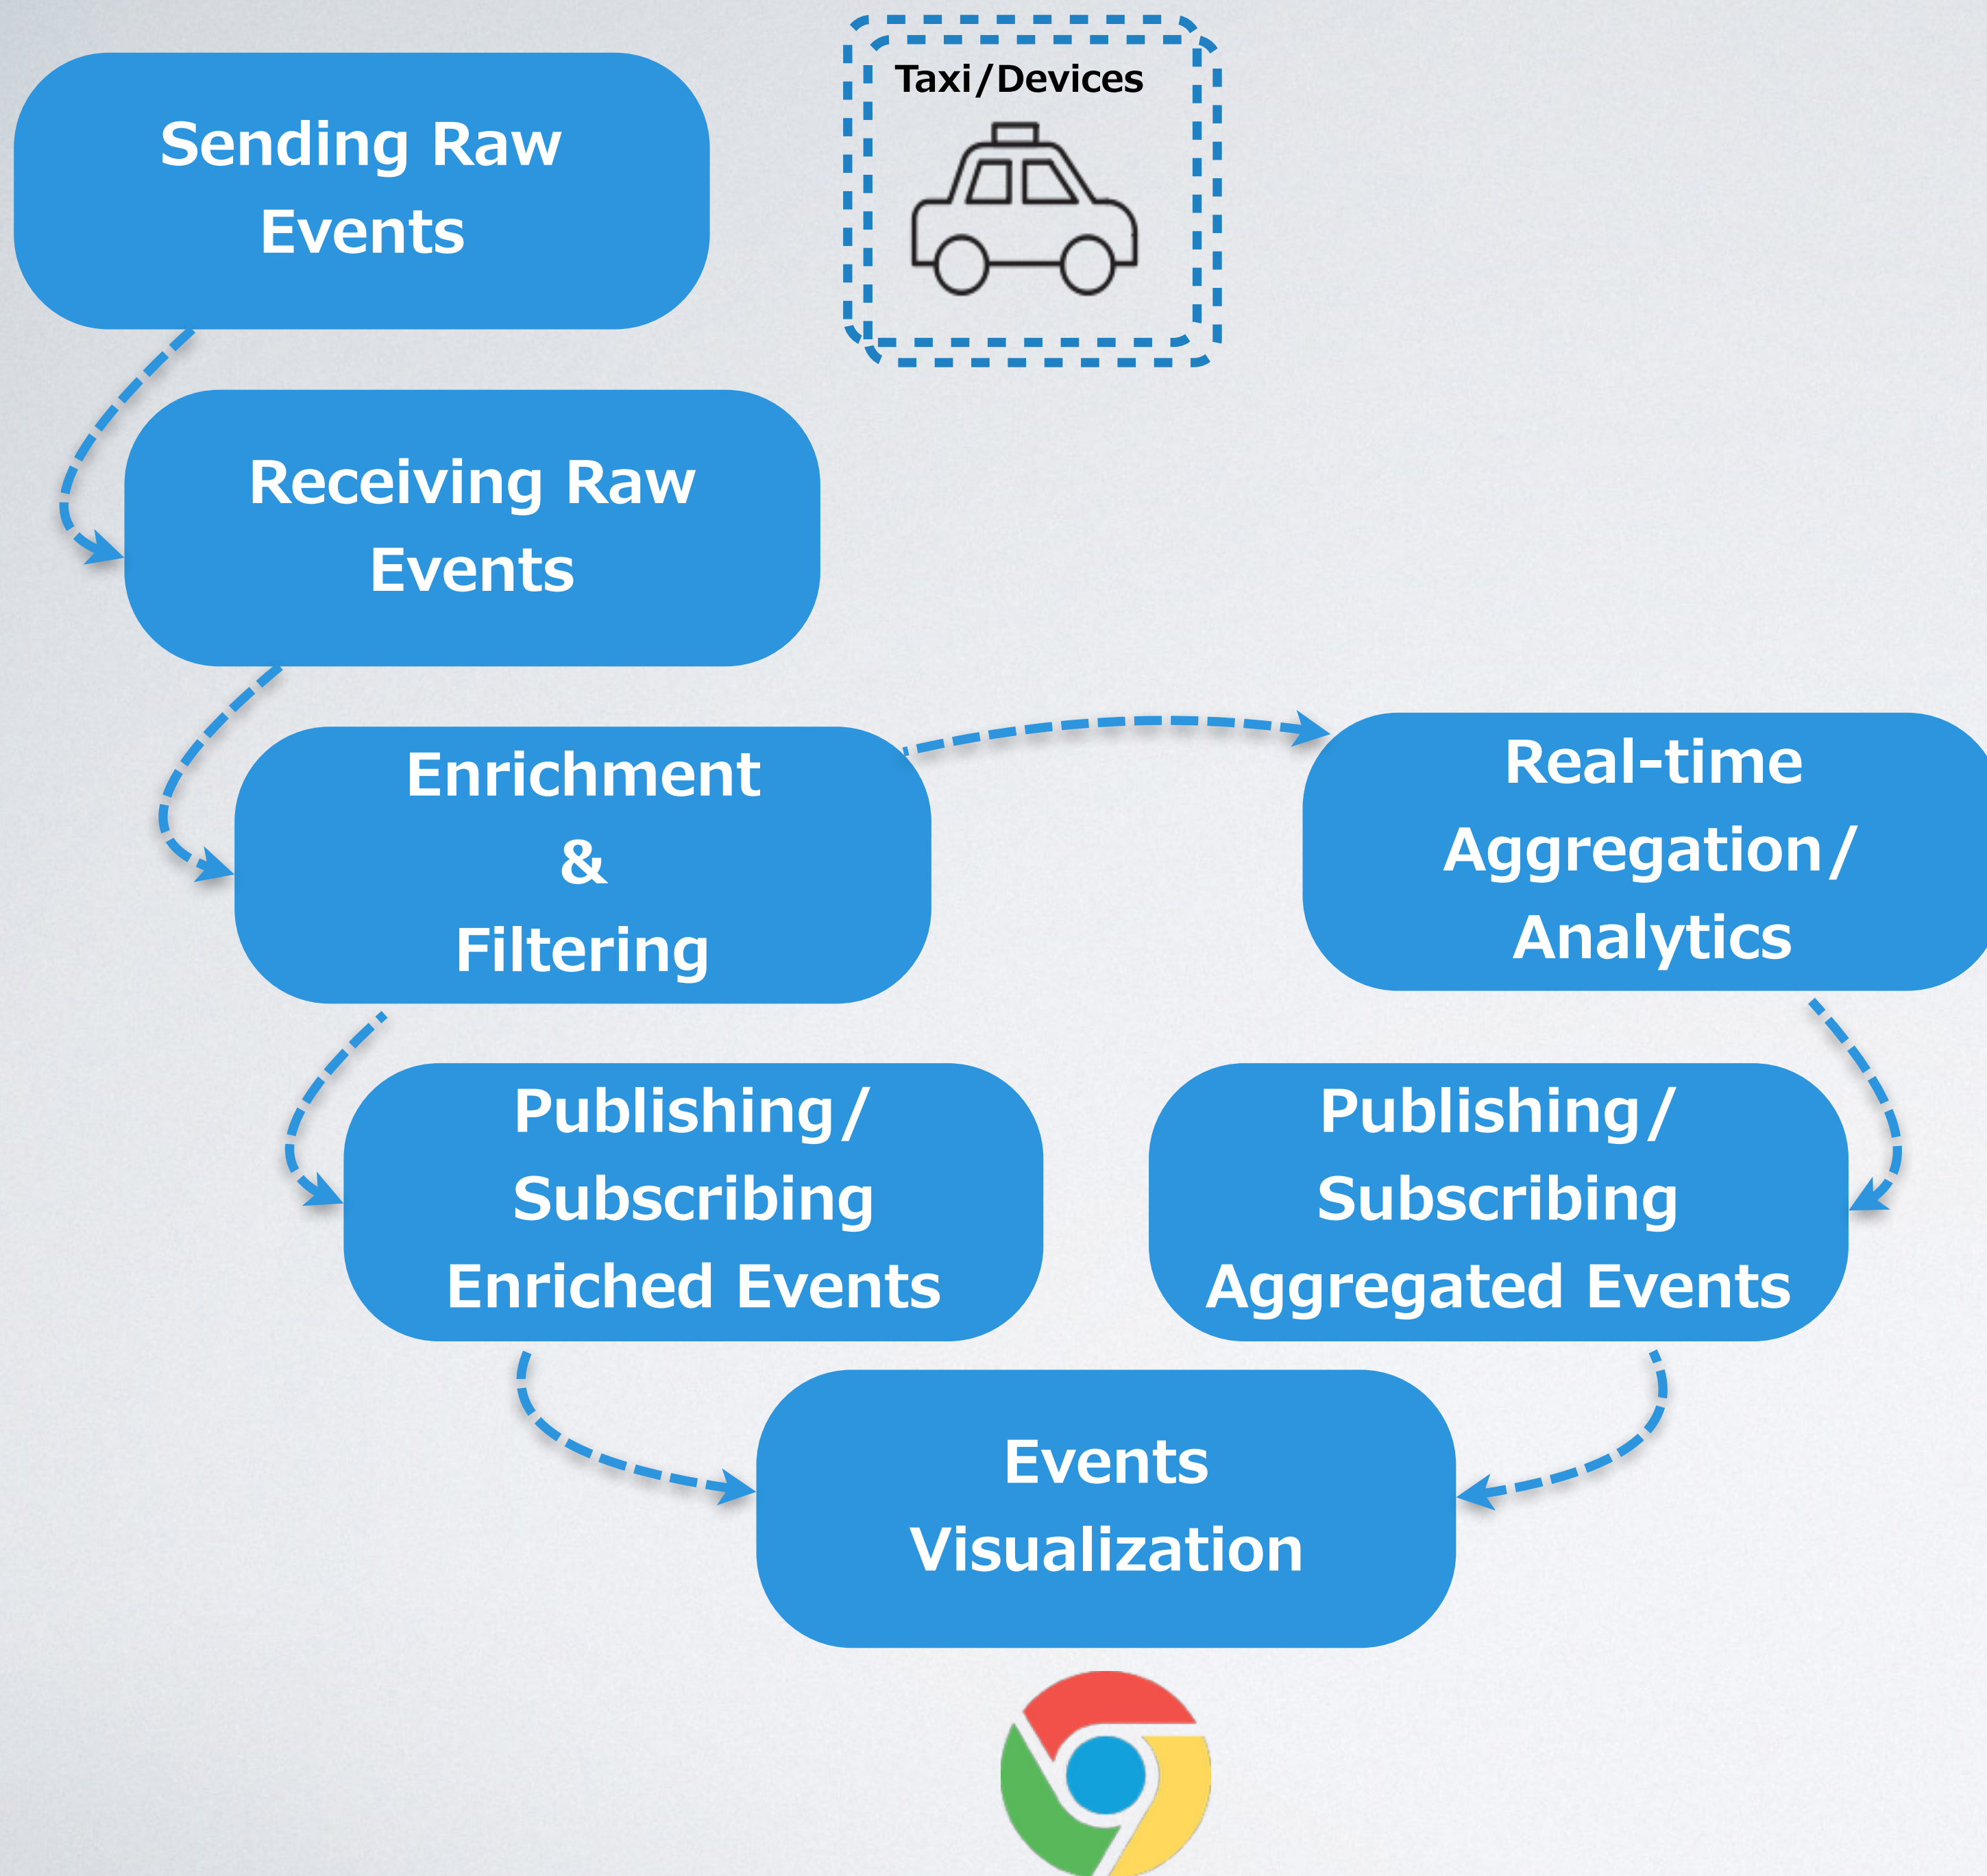 Taxi/Devices
Sending Raw
Events
Receiving Raw
Events
Enrichment
&
Filtering
Real-time
Aggregation/
Analytics
Publishing/
Subscribing
Enriched Events
Publishing/
Subscribing
Aggregated Events
Events
Visualization